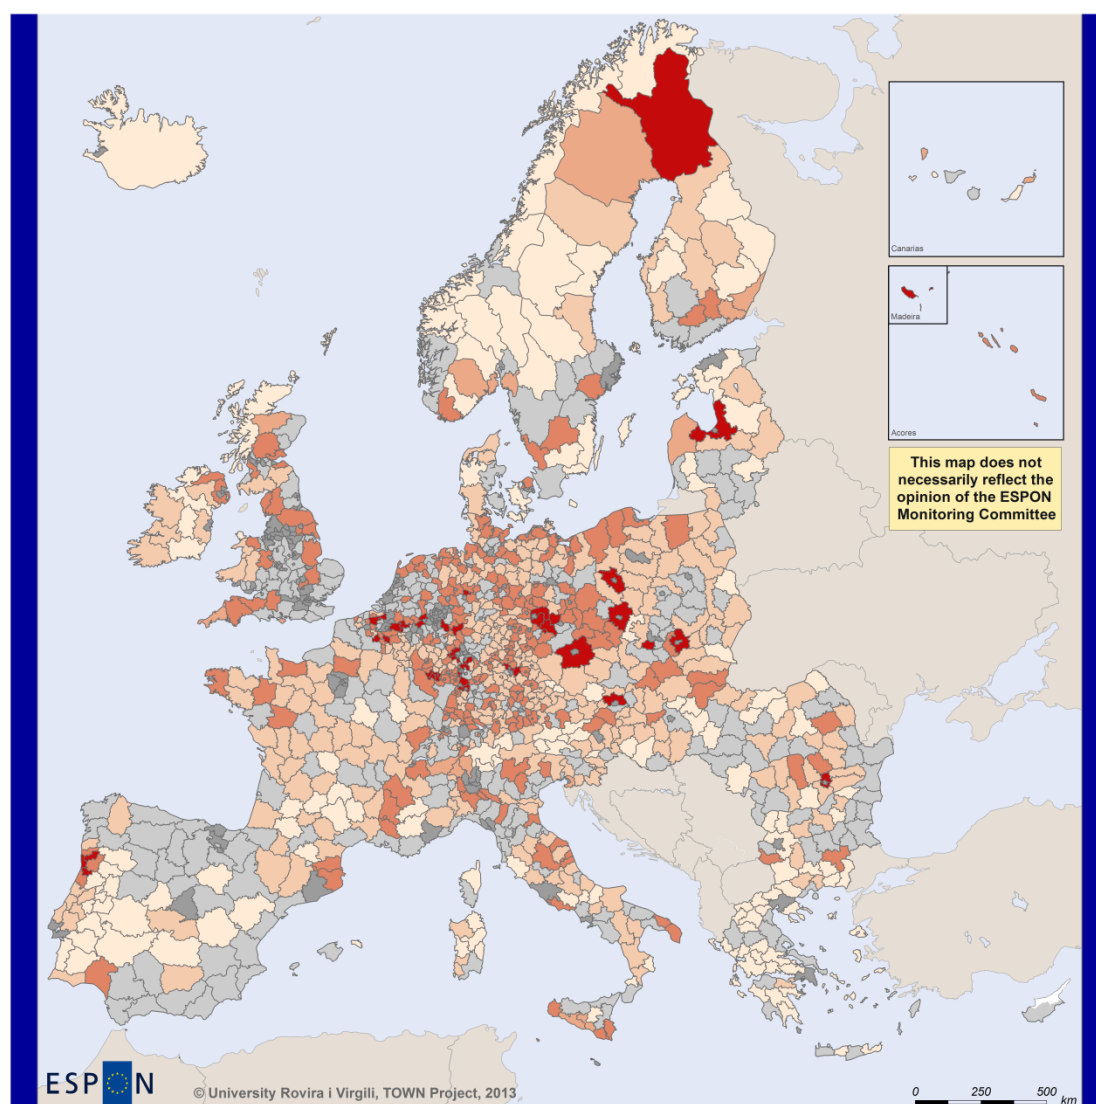 Canarias
Madeira
Acores
This map does not
necessarily reflect the
opinion of the ESPON
Monitoring Committee
ESPON
© University Rovira i Virgili, TOWN Project, 2013
0 250 500
km